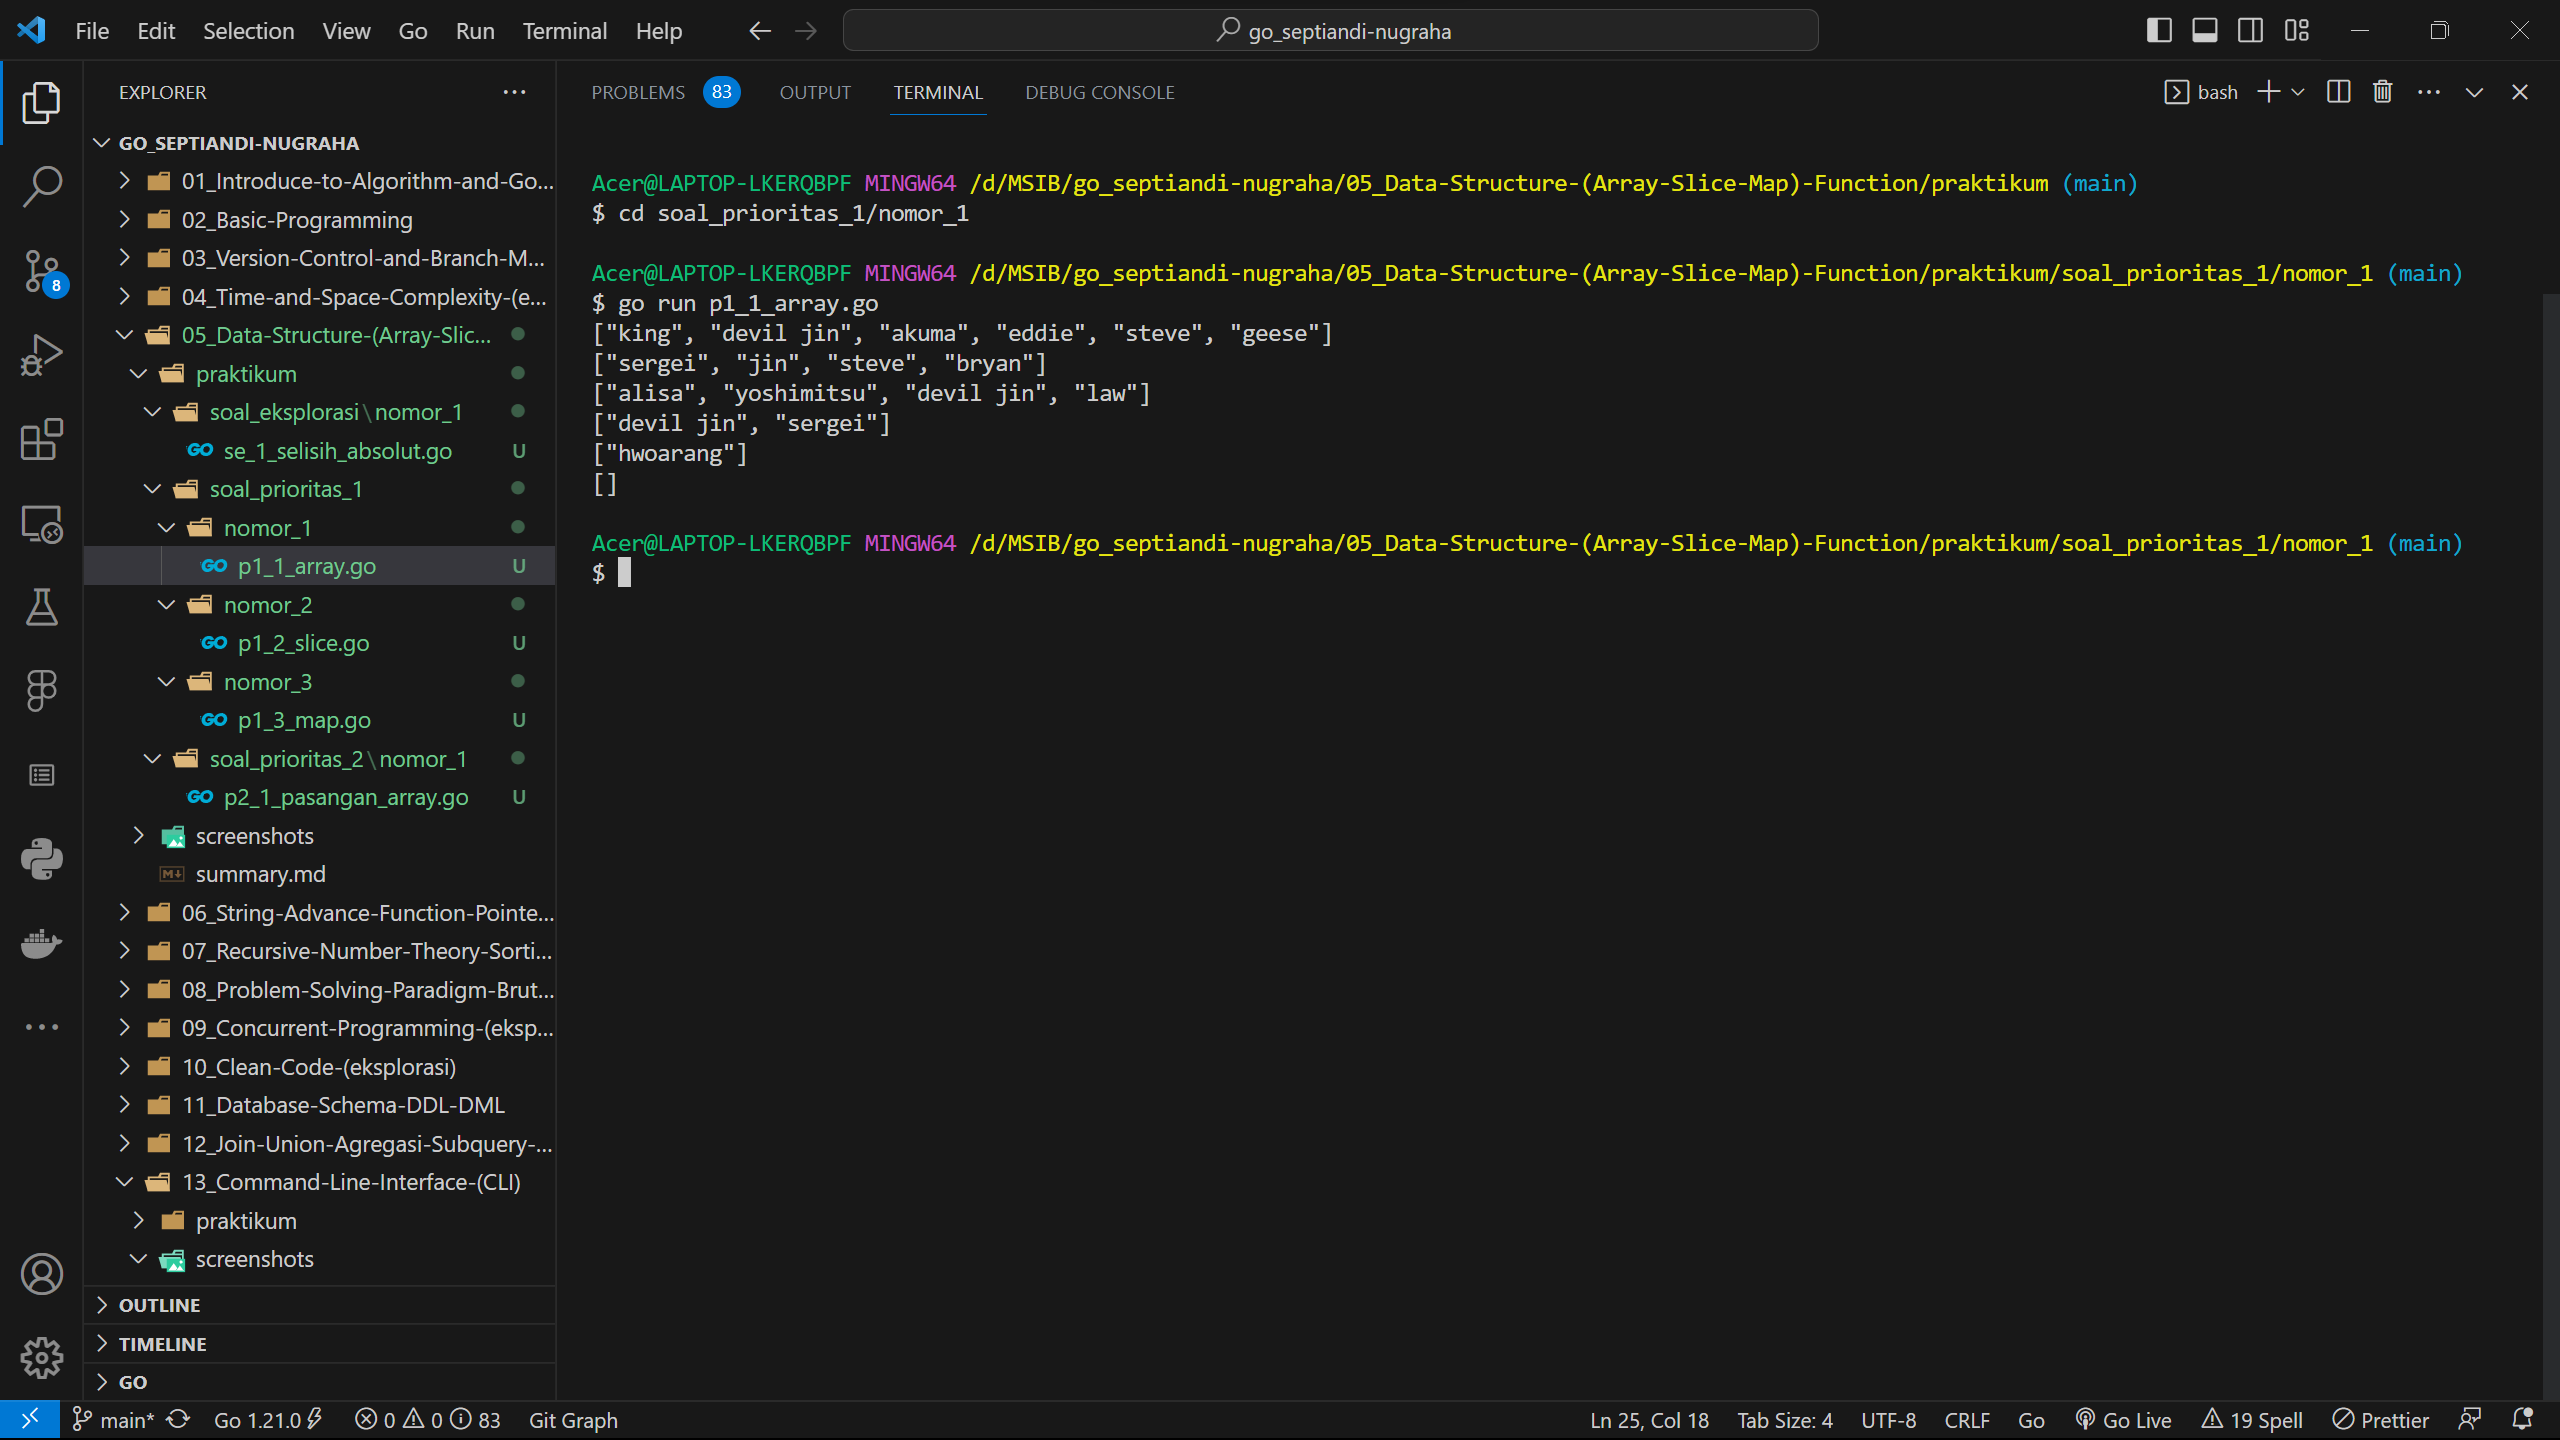 File Edit Selection View Go Run Terminal Help
go_septiandi-nugraha
EXPLORER
GO_SEPTIANDI-NUGRAHA
01_Introduce-to-Algorithm-and-Go...
02_Basic-Programming
03_Version-Control-and-Branch-M...
04_Time-and-Space-Complexity-(e...
05_Data-Structure-(Array-Slic...
praktikum
soal_eksplorasi\nomor_1
GO se_1_selisih_absolut.go U
soal_prioritas_1
nomor_1
GO p1_1_array.go U
nomor_2
GO p1_2_slice.go U
nomor_3
GO p1_3_map.go U
soal_prioritas_2\nomor_1
GO p2_1_pasangan_array.go U
screenshots
M summary.md
06_String-Advance-Function-Pointe...
07_Recursive-Number-Theory-Sorti...
08_Problem-Solving-Paradigm-Brut...
09_Concurrent-Programming-(eksp...
10_Clean-Code-(eksplorasi)
11_Database-Schema-DDL-DML
12_Join-Union-Agregasi-Subquery-...
13_Command-Line-Interface-(CLI)
praktikum
screenshots
OUTLINE
TIMELINE
GO
8
PROBLEMS 83 OUTPUT TERMINAL DEBUG CONSOLE
bash
Acer@LAPTOP-LKERQBPF MINGW64 /d/MSIB/go_septiandi-nugraha/05_Data-Structure-(Array-Slice-Map)-Function/praktikum (main)
$ cd soal_prioritas_1/nomor_1
Acer@LAPTOP-LKERQBPF MINGW64 /d/MSIB/go_septiandi-nugraha/05_Data-Structure-(Array-Slice-Map)-Function/praktikum/soal_prioritas_1/nomor_1 (main)
$ go run p1_1_array.go
["king", "devil jin", "akuma", "eddie", "steve", "geese"]
["sergei", "jin", "steve", "bryan"]
["alisa", "yoshimitsu", "devil jin", "law"]
["devil jin", "sergei"]
["hwoarang"]
[]
Acer@LAPTOP-LKERQBPF MINGW64 /d/MSIB/go_septiandi-nugraha/05_Data-Structure-(Array-Slice-Map)-Function/praktikum/soal_prioritas_1/nomor_1 (main)
$
main* Go 1.21.0 0 0 83 Git Graph
Ln 25, Col 18 Tab Size: 4 UTF-8 CRLF Go Go Live 19 Spell Prettier